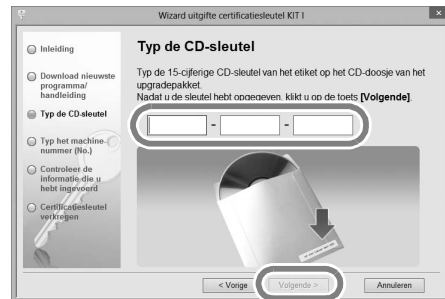 Wizard uitgifte certificatiesleutel KIT I
Inleiding
Download nieuwste
programma/
handleiding
Typ de CD-sleutel
Typ het machine-
nummer (No.)
Controleer de
informatie die u
hebt ingevoerd
Certificatiesleutel
verkregen
Typ de CD-sleutel
Typ de 15-cijferige CD-sleutel van het etiket op het CD-doosje van het
upgradepakket.
Nadat u de sleutel hebt opgegeven, klikt u op de toets [Volgende].
- -
< Vorige
Volgende >
Annuleren